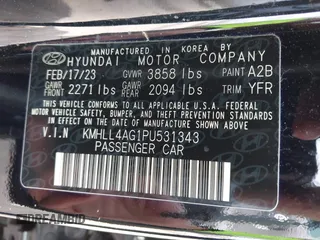 MANUFACTURED IN KOREA BY
HYUNDAI MOTOR COMPANY
FEB/17/23 GVWR 3858 lbs PAINT A2B
GAWR FRT 2271 lbs GAWR RR 2094 lbs TRIM YFR
THIS VEHICLE CONFORMS TO ALL APPLICABLE U.S.
FEDERAL MOTOR VEHICLE SAFETY, BUMPER, AND THEFT
PREVENTION STANDARDS IN EFFECT ON THE DATE OF
MANUFACTURE SHOWN ABOVE.
V.I.N KMHLL4AG1PU531343
PASSENGER CAR
DREAMBID